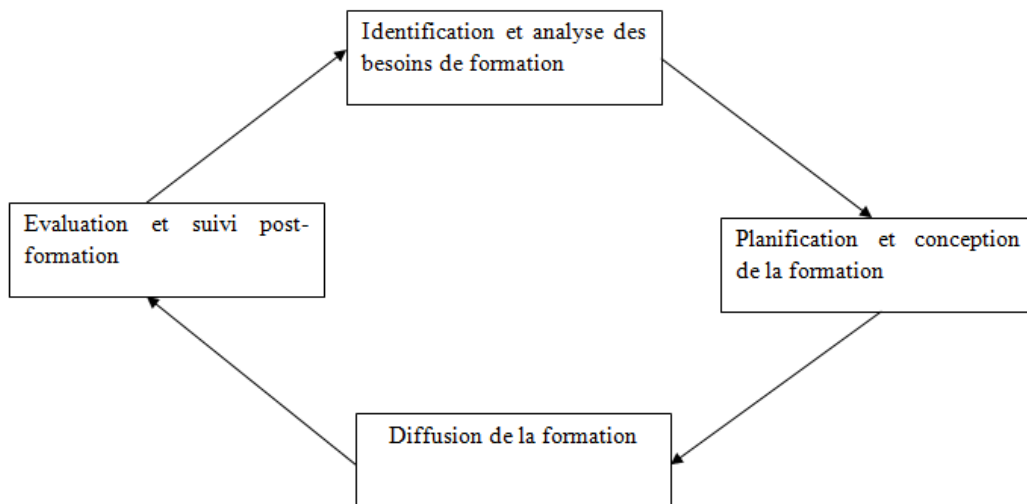 Identification et analyse des
besoins de formation
Evaluation et suivi post-
formation
Planification et conception
de la formation
Diffusion de la formation